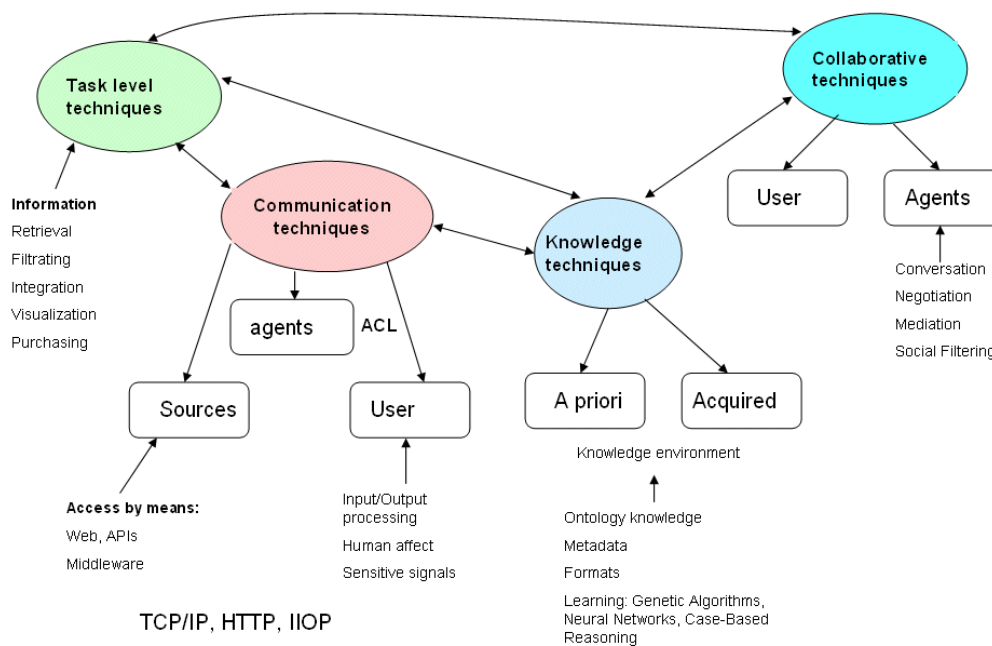 Task level
techniques
Collaborative
techniques
Information
Retrieval
Filtrating
Integration
Visualization
Purchasing
Communication
techniques
Knowledge
techniques
User
Agents
Conversation
Negotiation
Mediation
Social Filtering
agents
ACL
Sources
User
A priori
Acquired
Knowledge environment
Access by means:
Web, APIs
Middleware
Input/Output
processing
Human affect
Sensitive signals
Ontology knowledge
Metadata
Formats
Learning: Genetic Algorithms,
Neural Networks, Case-Based
Reasoning
TCP/IP, HTTP, IIOP